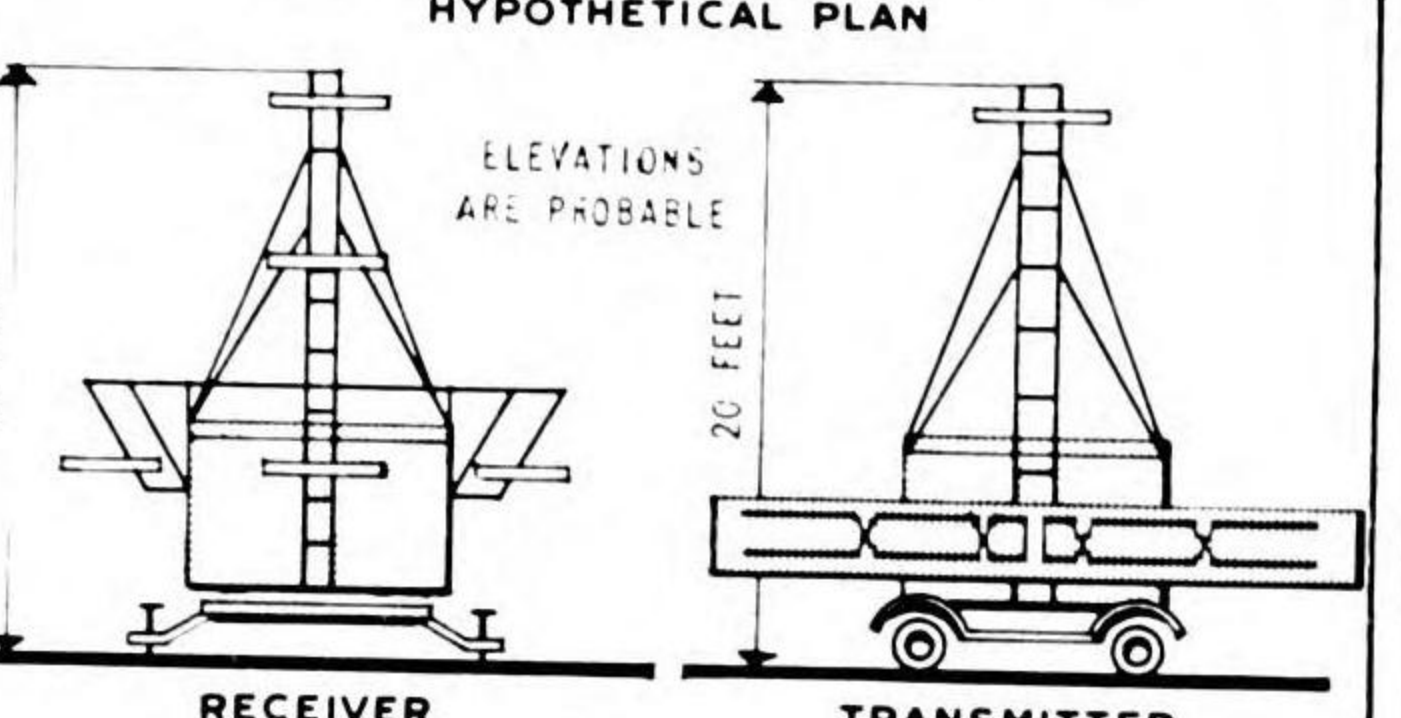 HYPOTHETICAL PLAN
ELEVATIONS
ARE PROBABLE
20 FEET
RECEIVER
TRANSMITTER